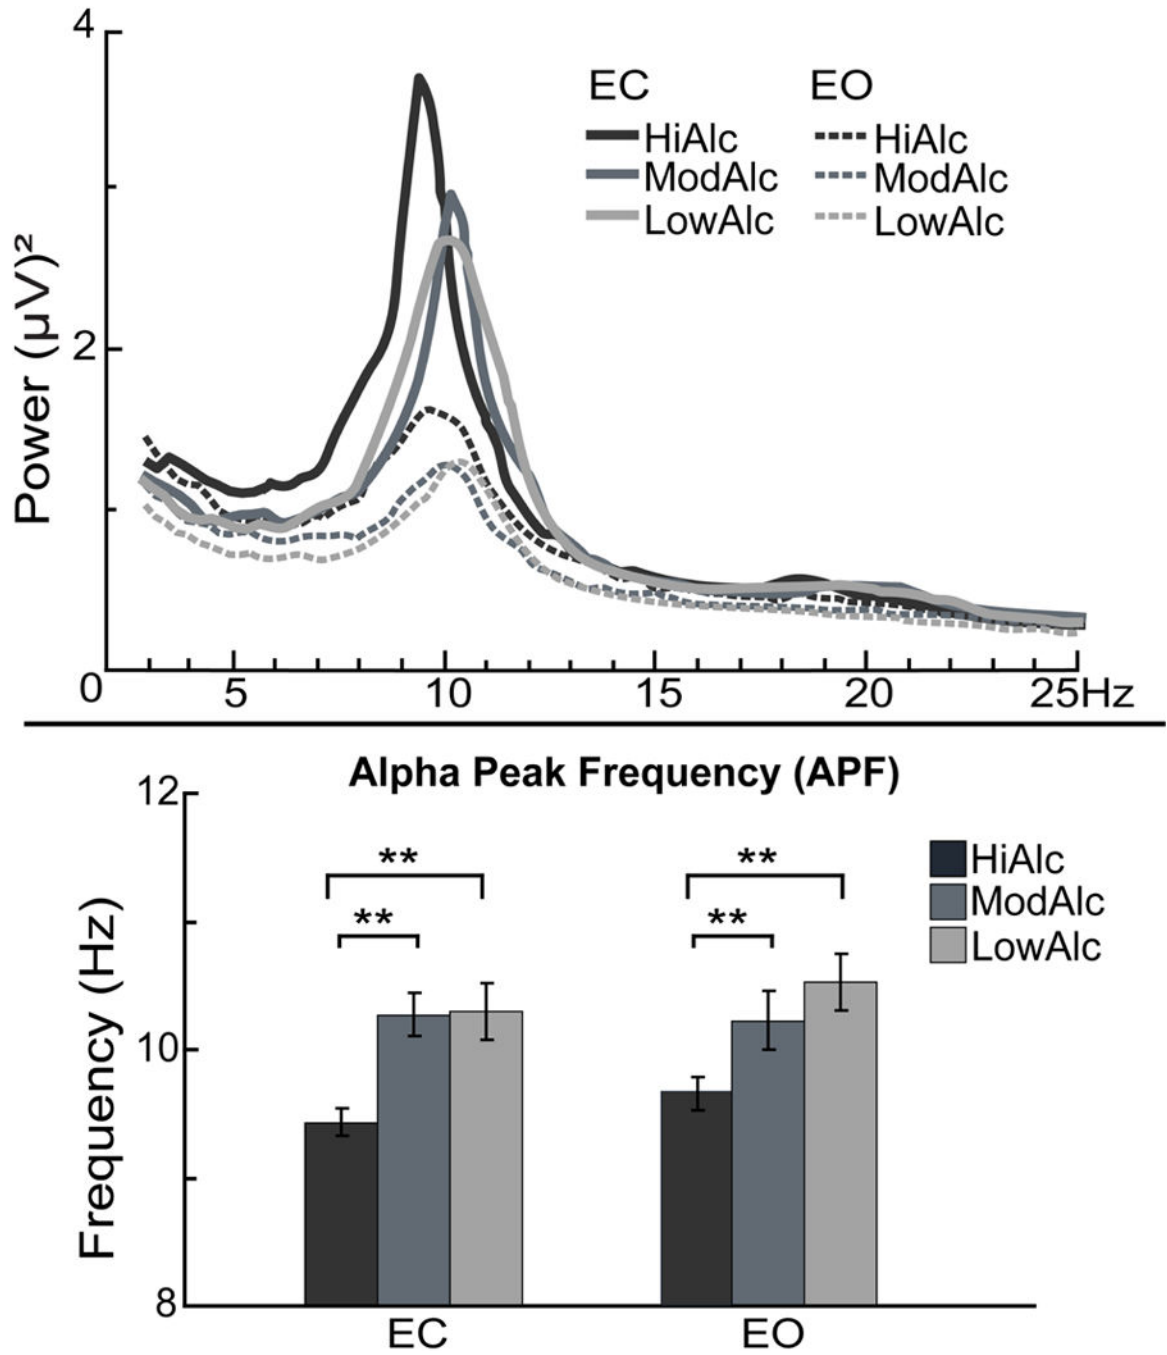 4
EC EO
HiAlc HiAlc
ModAlc ModAlc
LowAlc LowAlc
Power (µV)²
2
0 5 10 15 20 25Hz
Alpha Peak Frequency (APF)
12
** **
** **
HiAlc
ModAlc
LowAlc
Frequency (Hz)
10
8
EC EO